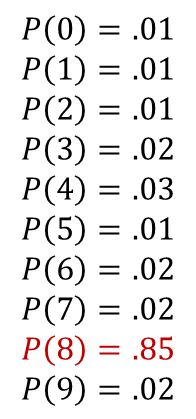 P(0) = .01
P(1) = .01
P(2) = .01
P(3) = .02
P(4) = .03
P(5) = .01
P(6) = .02
P(7) = .02
P(8) = .85
P(9) = .02